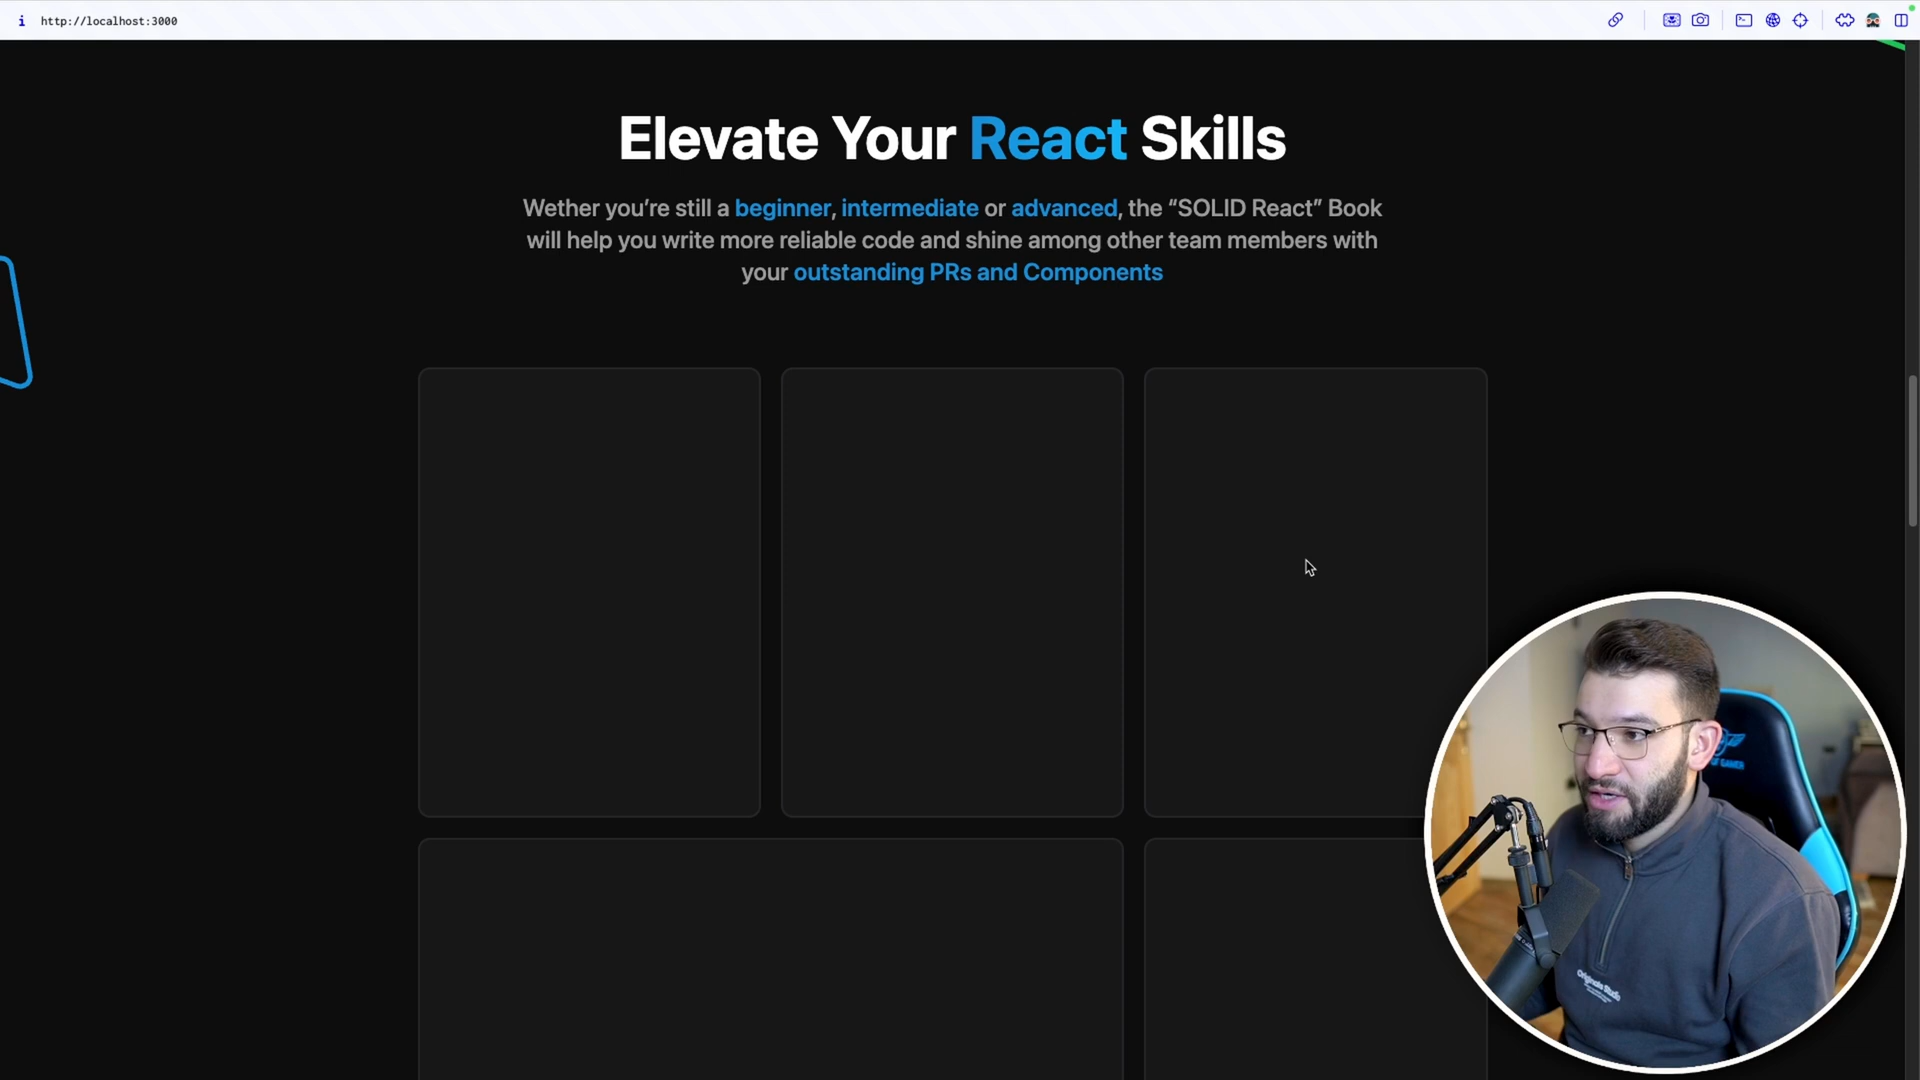 http://localhost:3000
Elevate Your React Skills
Wether you're still a beginner, intermediate or advanced, the “SOLID React” Book
will help you write more reliable code and shine among other team members with
your outstanding PRs and Components